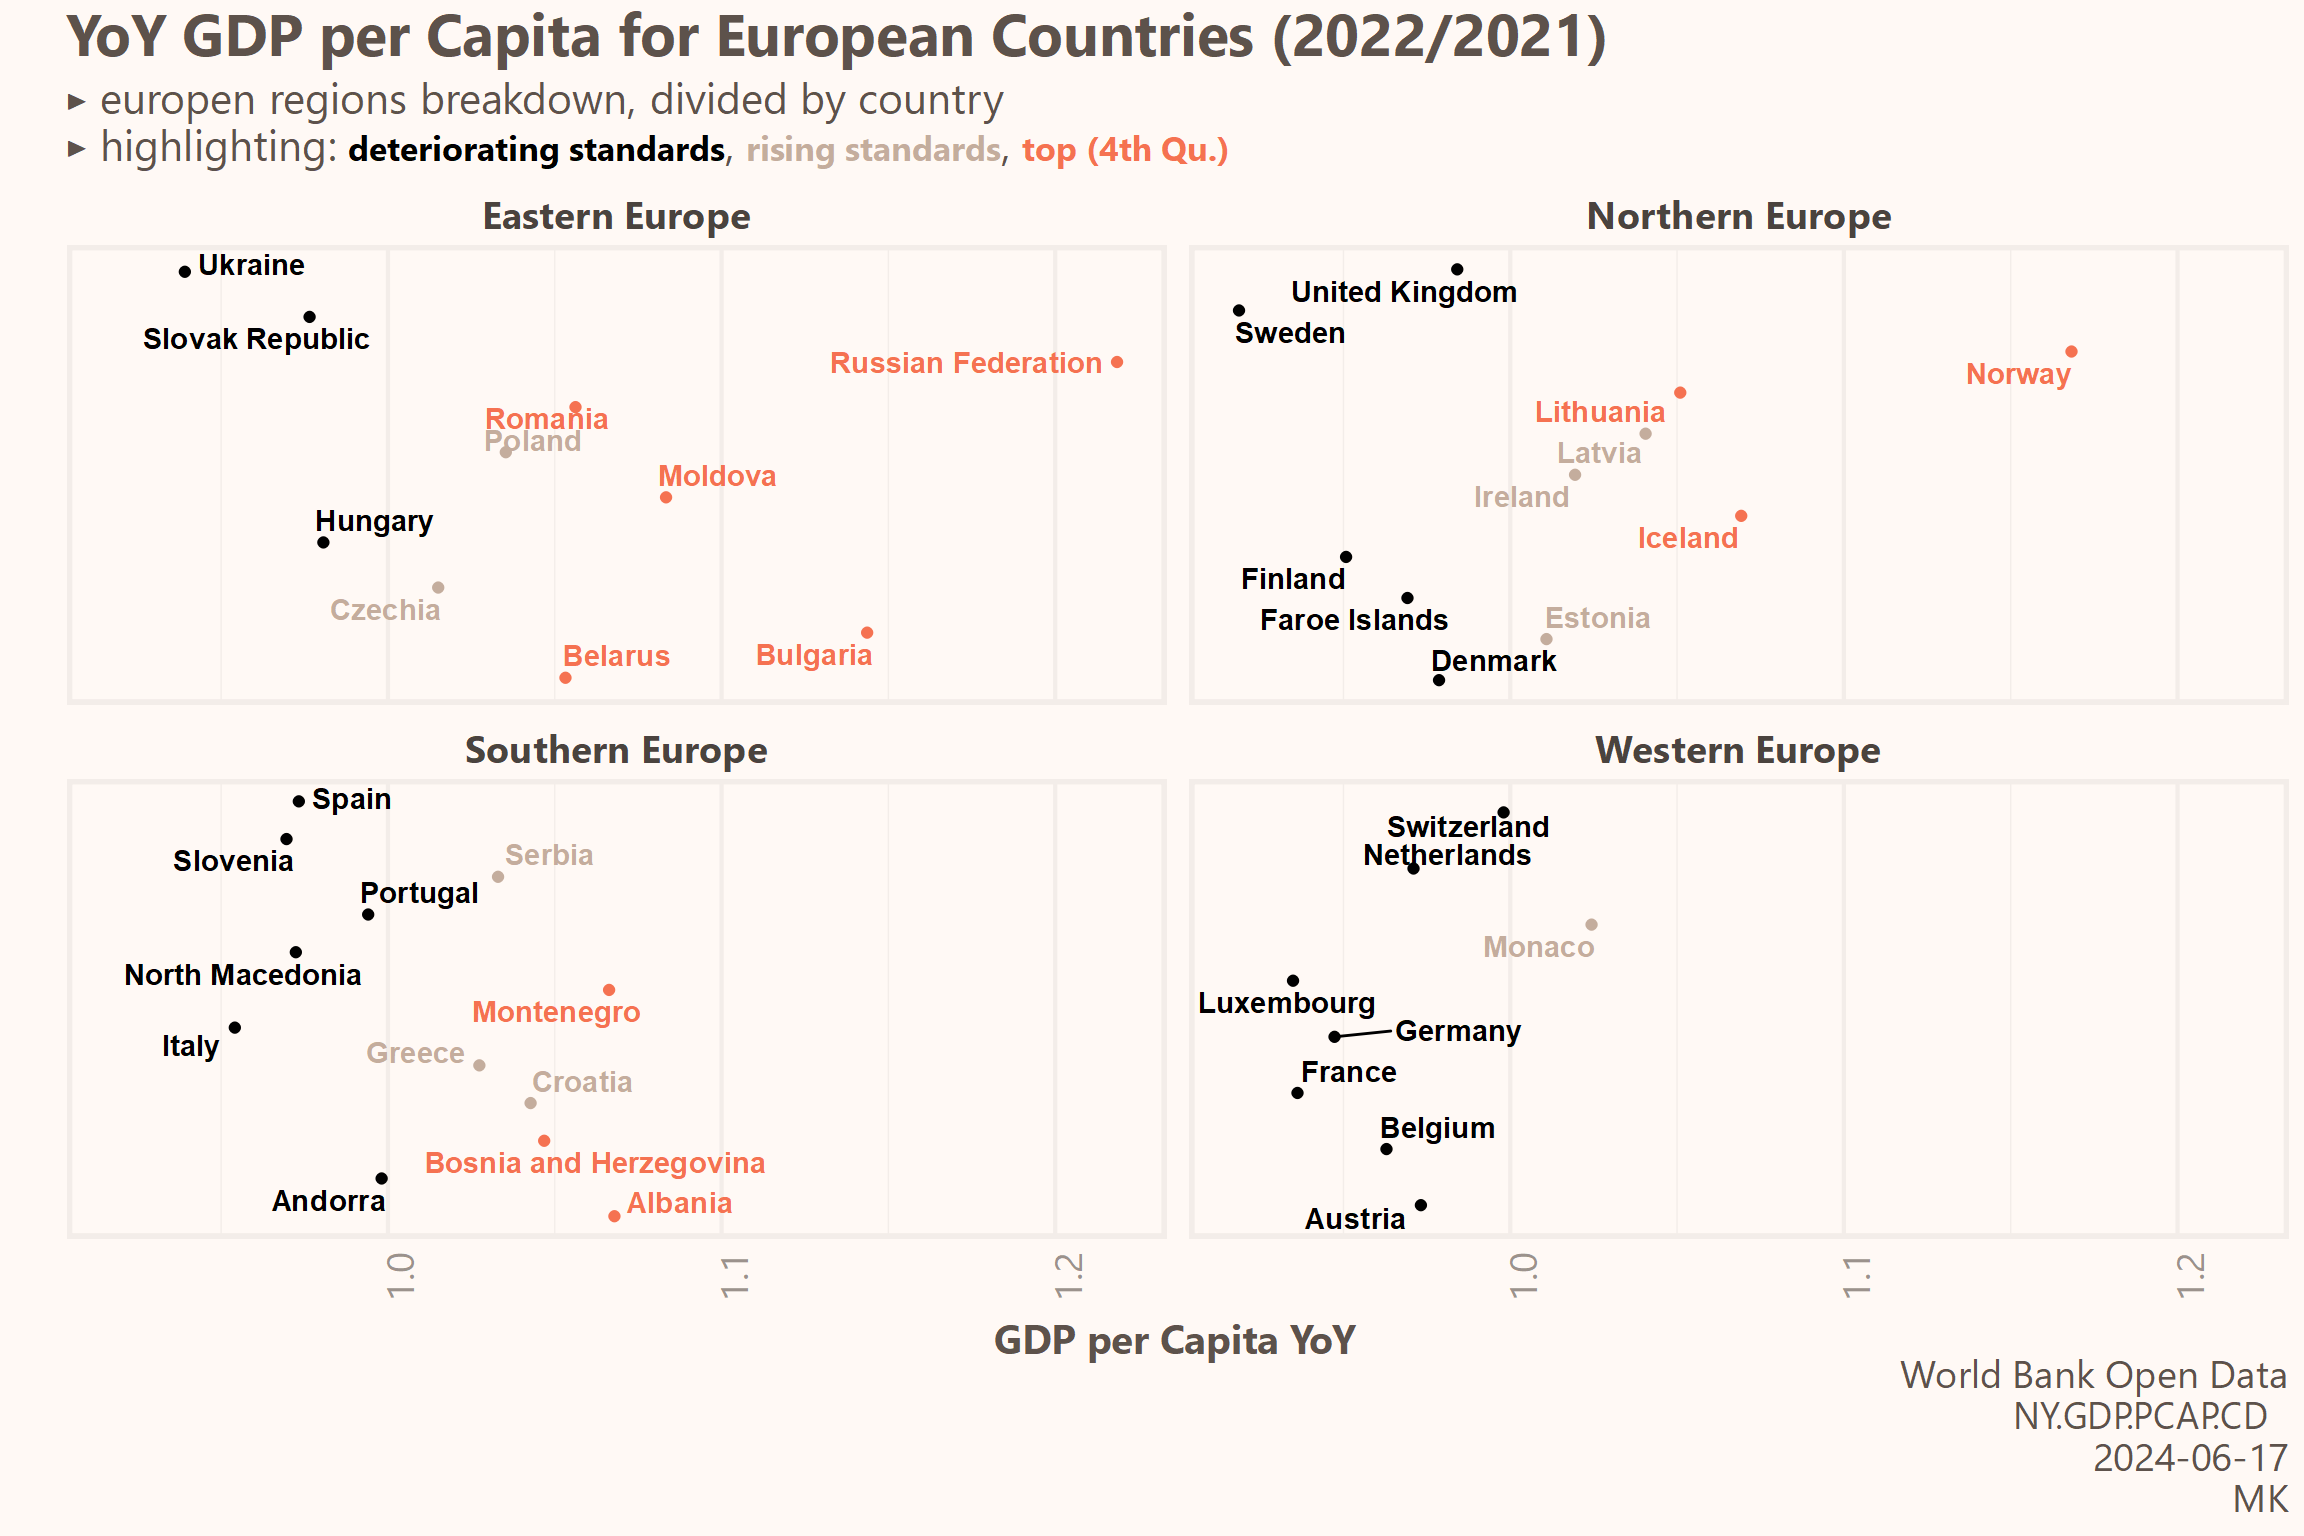 YoY GDP per Capita for European Countries (2022/2021)
▸ europen regions breakdown, divided by country
▸ highlighting: deteriorating standards, rising standards, top (4th Qu.)
Eastern Europe
Ukraine
Slovak Republic
Russian Federation
Romania
Poland
Moldova
Hungary
Czechia
Belarus
Bulgaria
Northern Europe
United Kingdom
Sweden
Norway
Lithuania
Latvia
Ireland
Iceland
Finland
Faroe Islands
Estonia
Denmark
Southern Europe
Spain
Slovenia
Serbia
Portugal
North Macedonia
Montenegro
Italy
Greece
Croatia
Bosnia and Herzegovina
Andorra
Albania
Western Europe
Switzerland
Netherlands
Monaco
Luxembourg
Germany
France
Belgium
Austria
1.0 1.1 1.2 1.0 1.1 1.2
GDP per Capita YoY
World Bank Open Data
NY.GDP.PCAP.CD
2024-06-17
MK